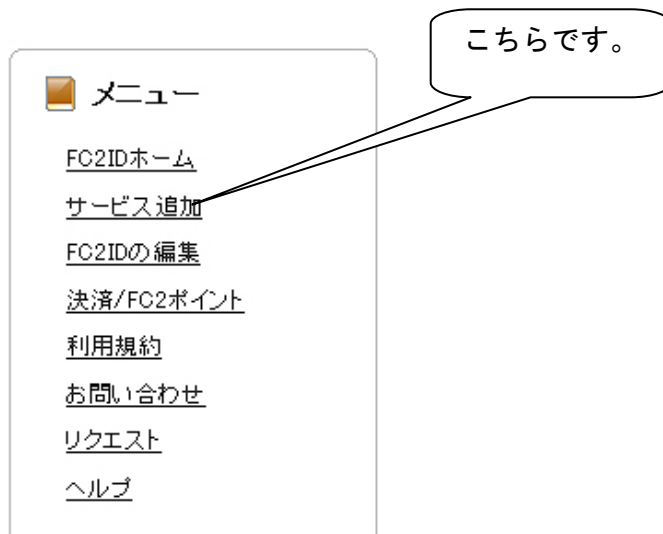 こちらです。
メニュー
FC2IDホーム
サービス追加
FC2IDの編集
決済/FC2ポイント
利用規約
お問い合わせ
リクエスト
ヘルプ